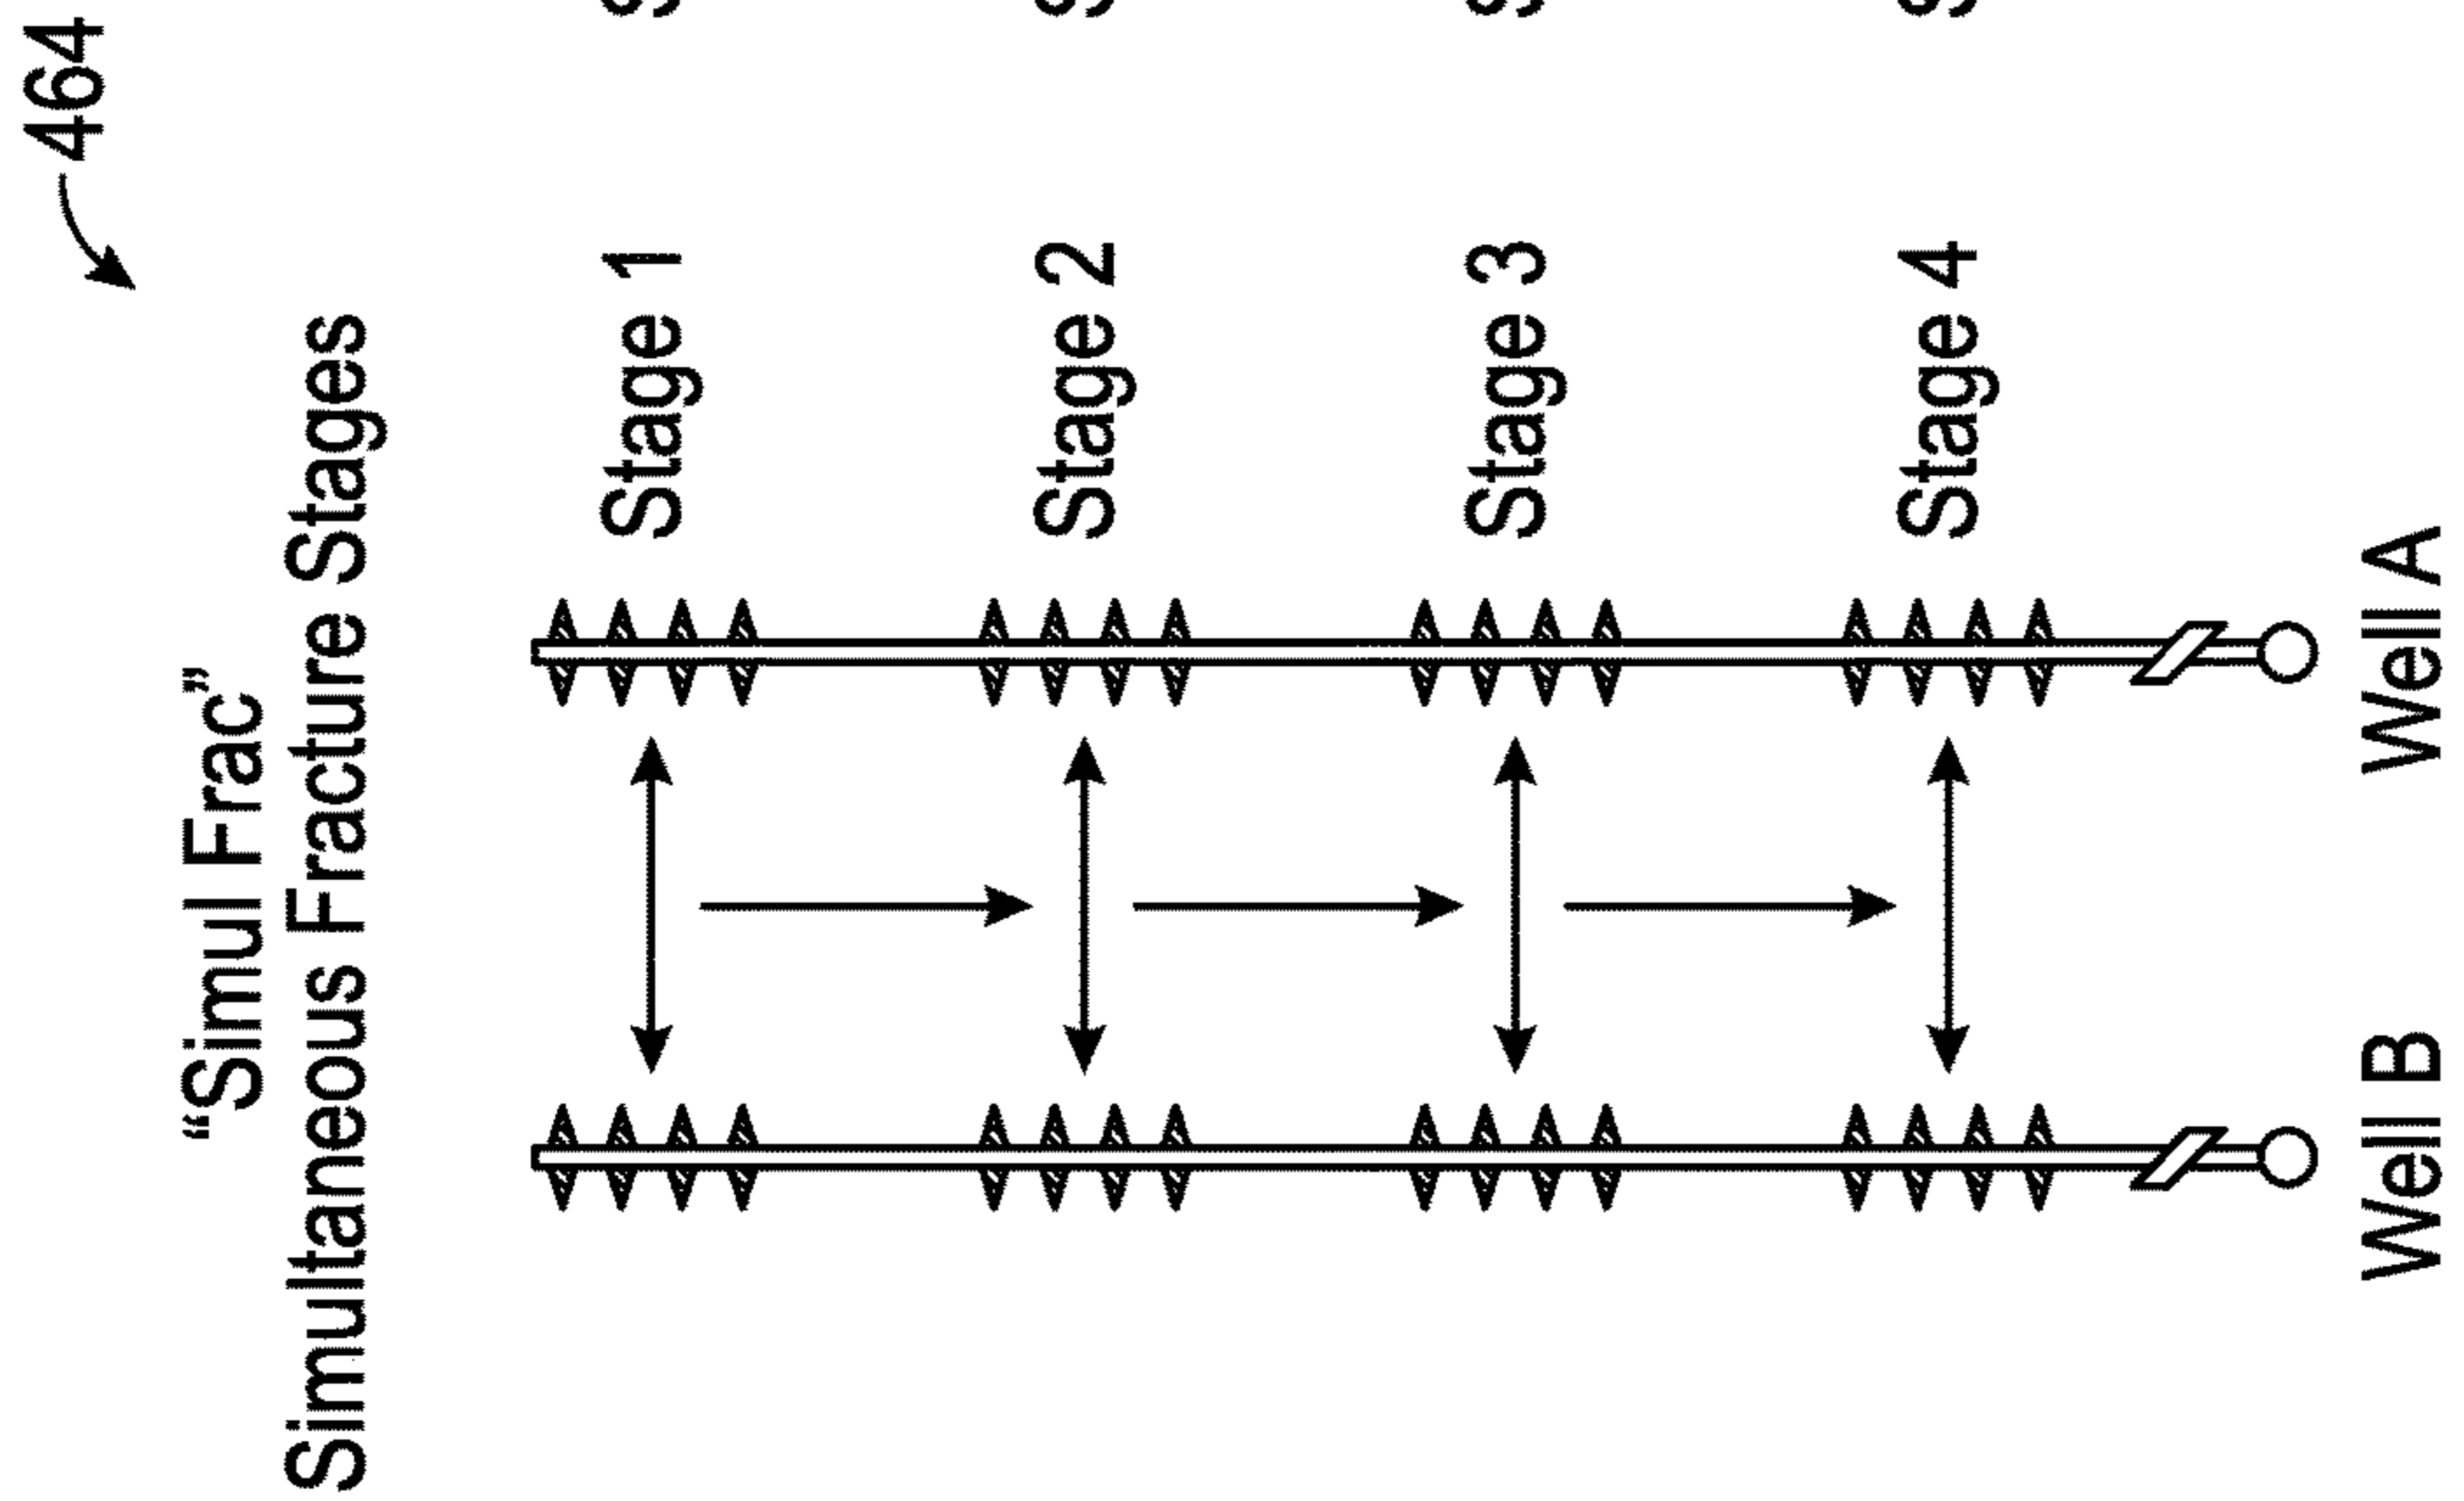 464
“Simul Frac”
Simultaneous Fracture Stages
Stage 1
Stage 2
Stage 3
Stage 4
Well B
Well A